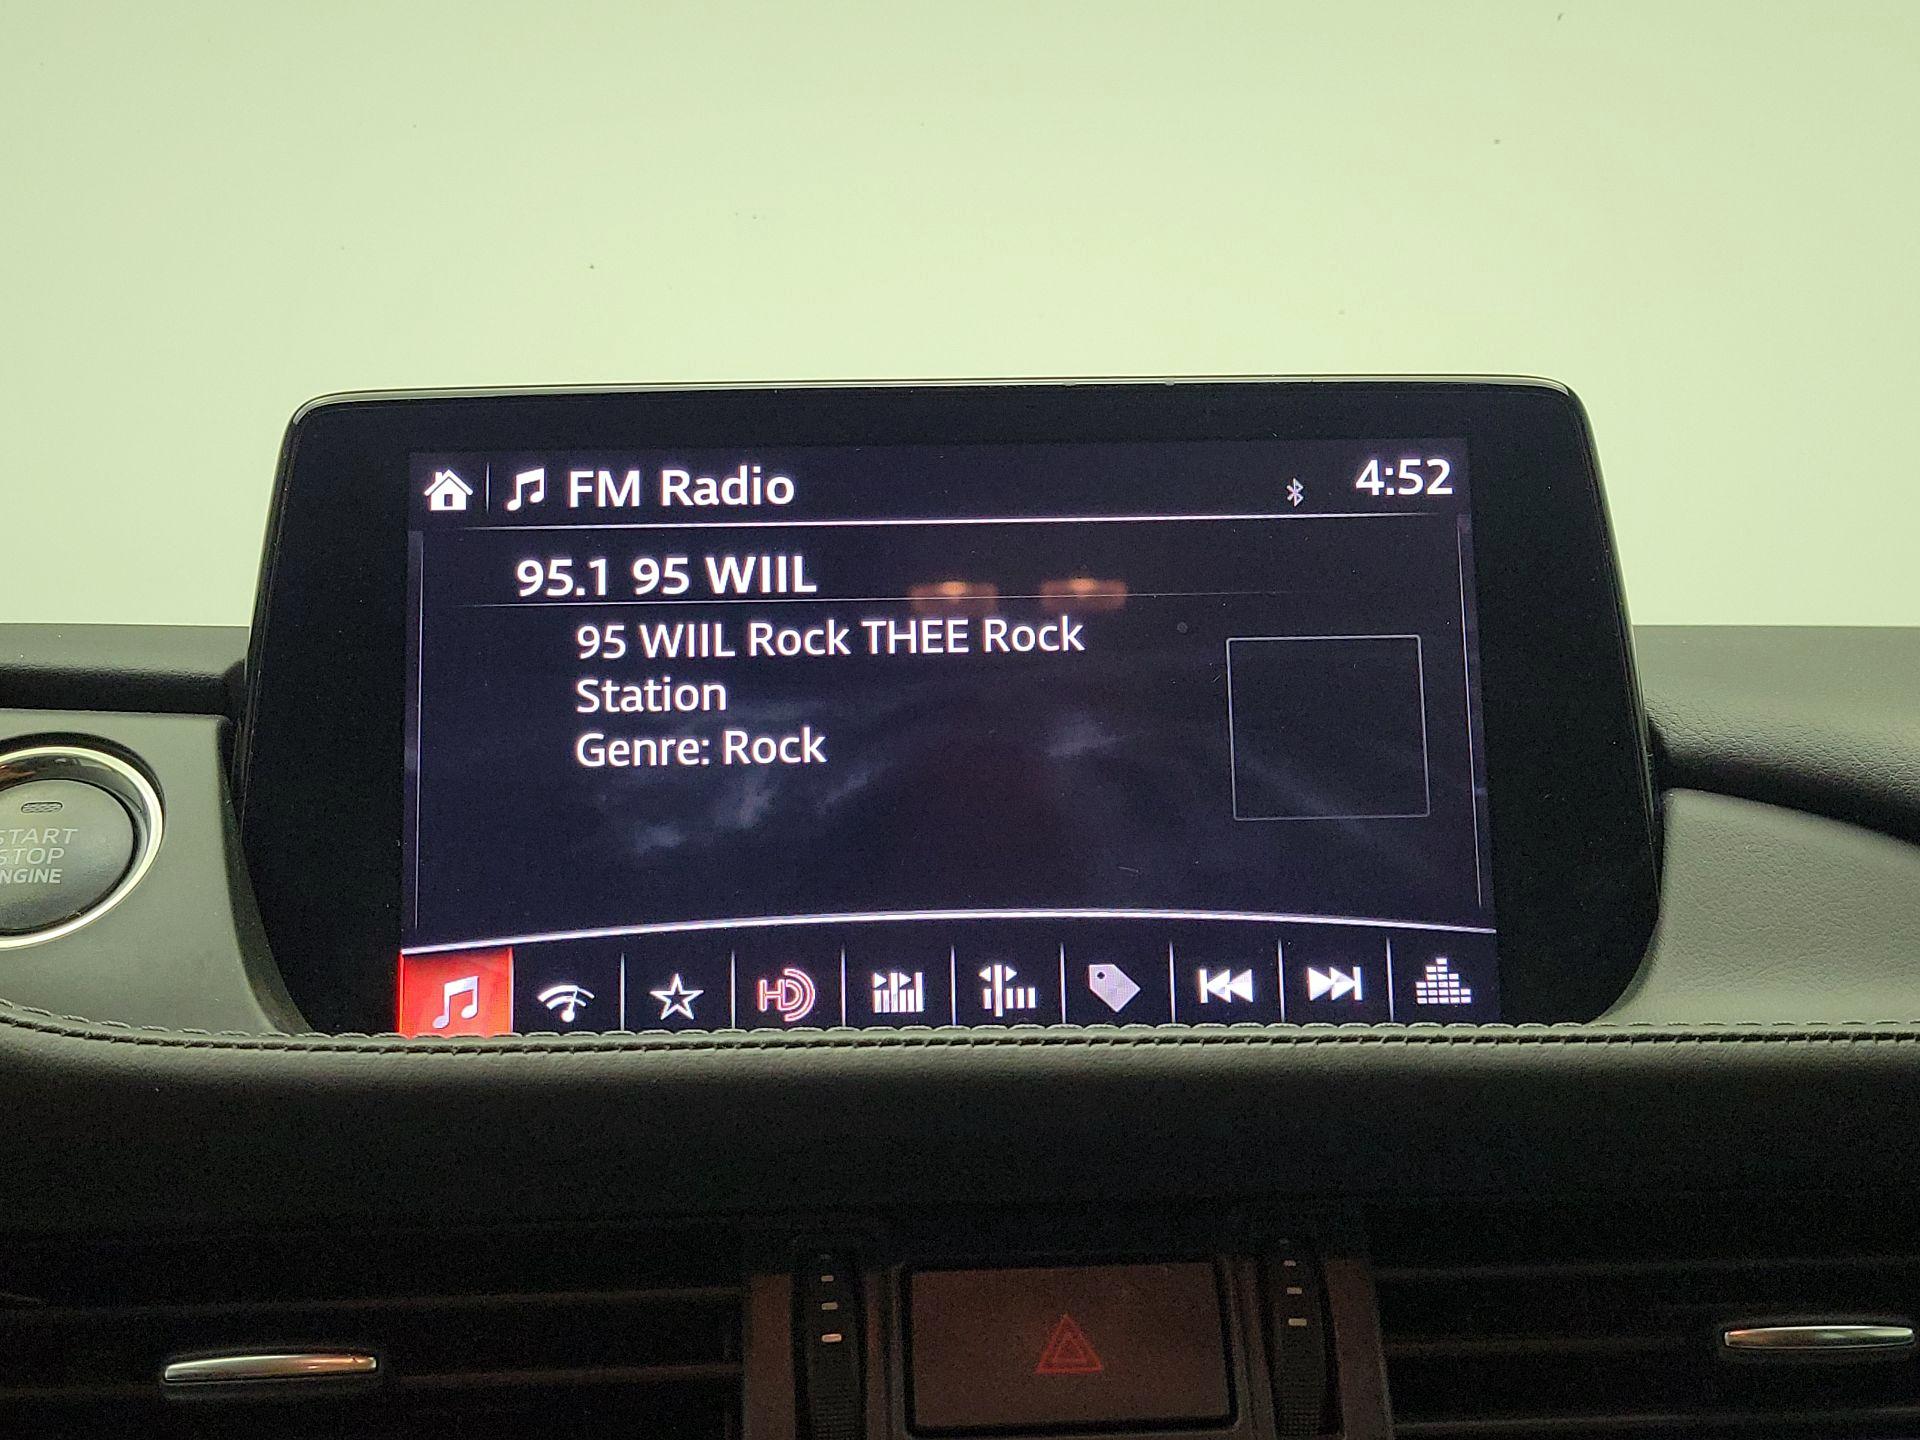 FM Radio
4:52
95.1 95 WIIL
95 WIIL Rock THEE Rock
Station
Genre: Rock
HD
START
STOP
ENGINE